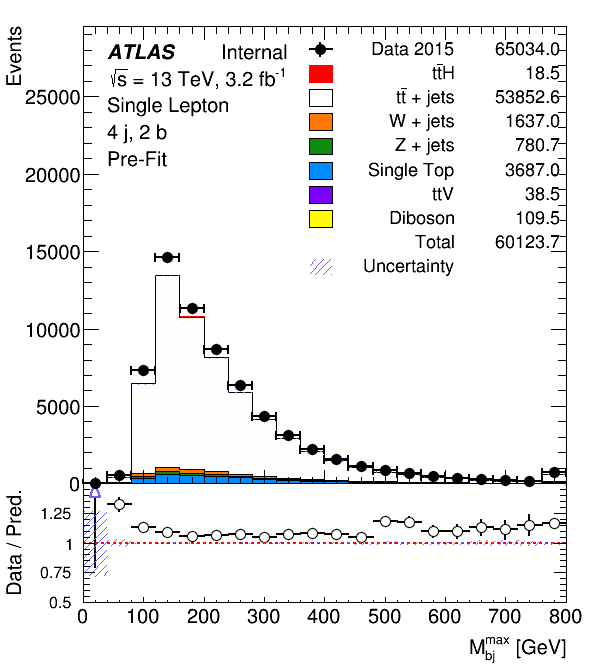 Events
ATLAS Internal
√s = 13 TeV, 3.2 fb⁻¹
Single Lepton
4 j, 2 b
Pre-Fit
Data 2015 65034.0
tt̄H 18.5
tt̄ + jets 53852.6
W + jets 1637.0
Z + jets 780.7
Single Top 3687.0
ttV 38.5
Diboson 109.5
Total 60123.7
Uncertainty
25000
20000
15000
10000
5000
0
Data / Pred.
1.25
1
0.75
0.5
0 100 200 300 400 500 600 700 800
M_bj^max [GeV]